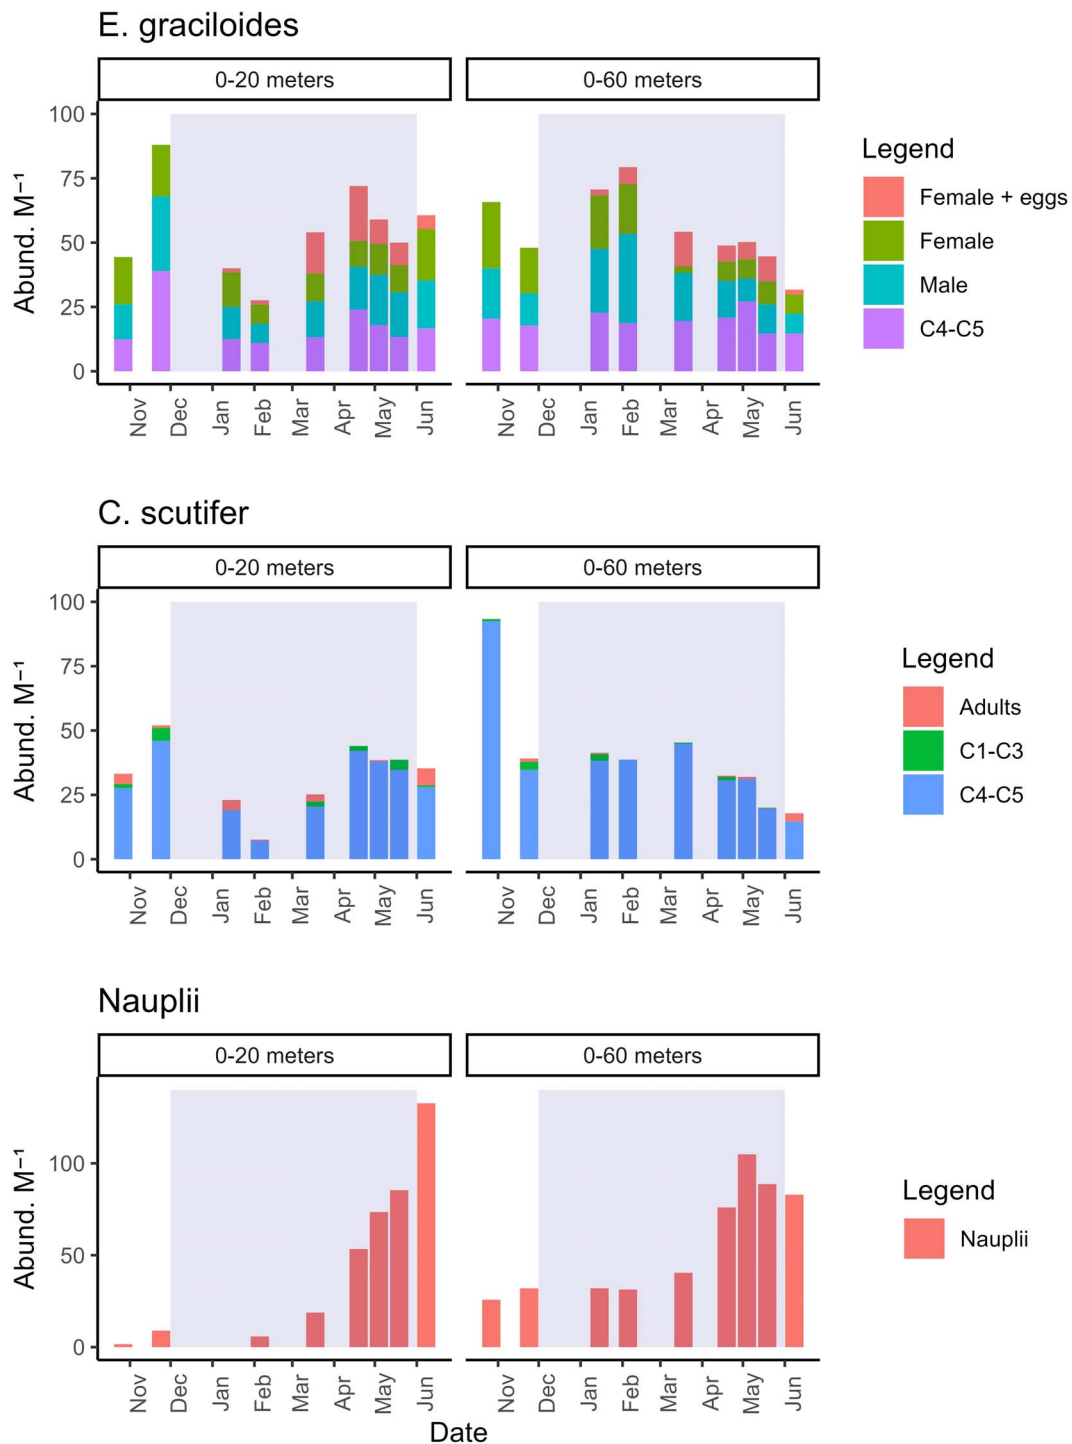 E. graciloides
0-20 meters 0-60 meters
100
75
50
25
0
Abund. M⁻¹
Nov Dec Jan Feb Mar Apr May Jun Nov Dec Jan Feb Mar Apr May Jun
Legend
Female + eggs
Female
Male
C4-C5
C. scutifer
0-20 meters 0-60 meters
100
75
50
25
0
Abund. M⁻¹
Nov Dec Jan Feb Mar Apr May Jun Nov Dec Jan Feb Mar Apr May Jun
Legend
Adults
C1-C3
C4-C5
Nauplii
0-20 meters 0-60 meters
100
50
0
Abund. M⁻¹
Nov Dec Jan Feb Mar Apr May Jun Nov Dec Jan Feb Mar Apr May Jun
Date
Legend
Nauplii